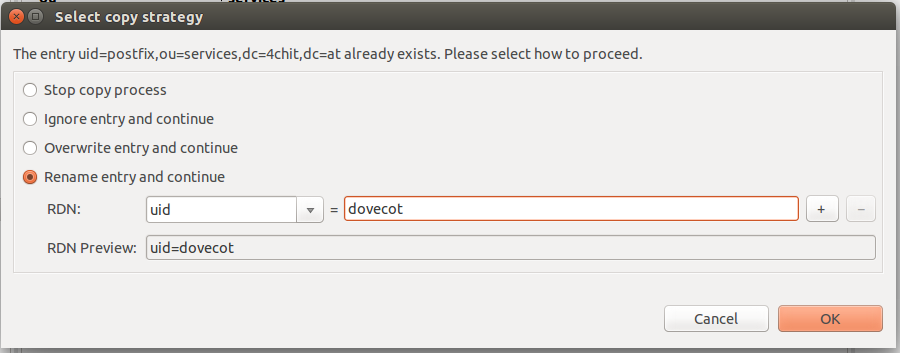 Select copy strategy
The entry uid=postfix,ou=services,dc=4chit,dc=at already exists. Please select how to proceed.
Stop copy process
Ignore entry and continue
Overwrite entry and continue
Rename entry and continue
RDN: uid = dovecot + −
RDN Preview: uid=dovecot
Cancel OK